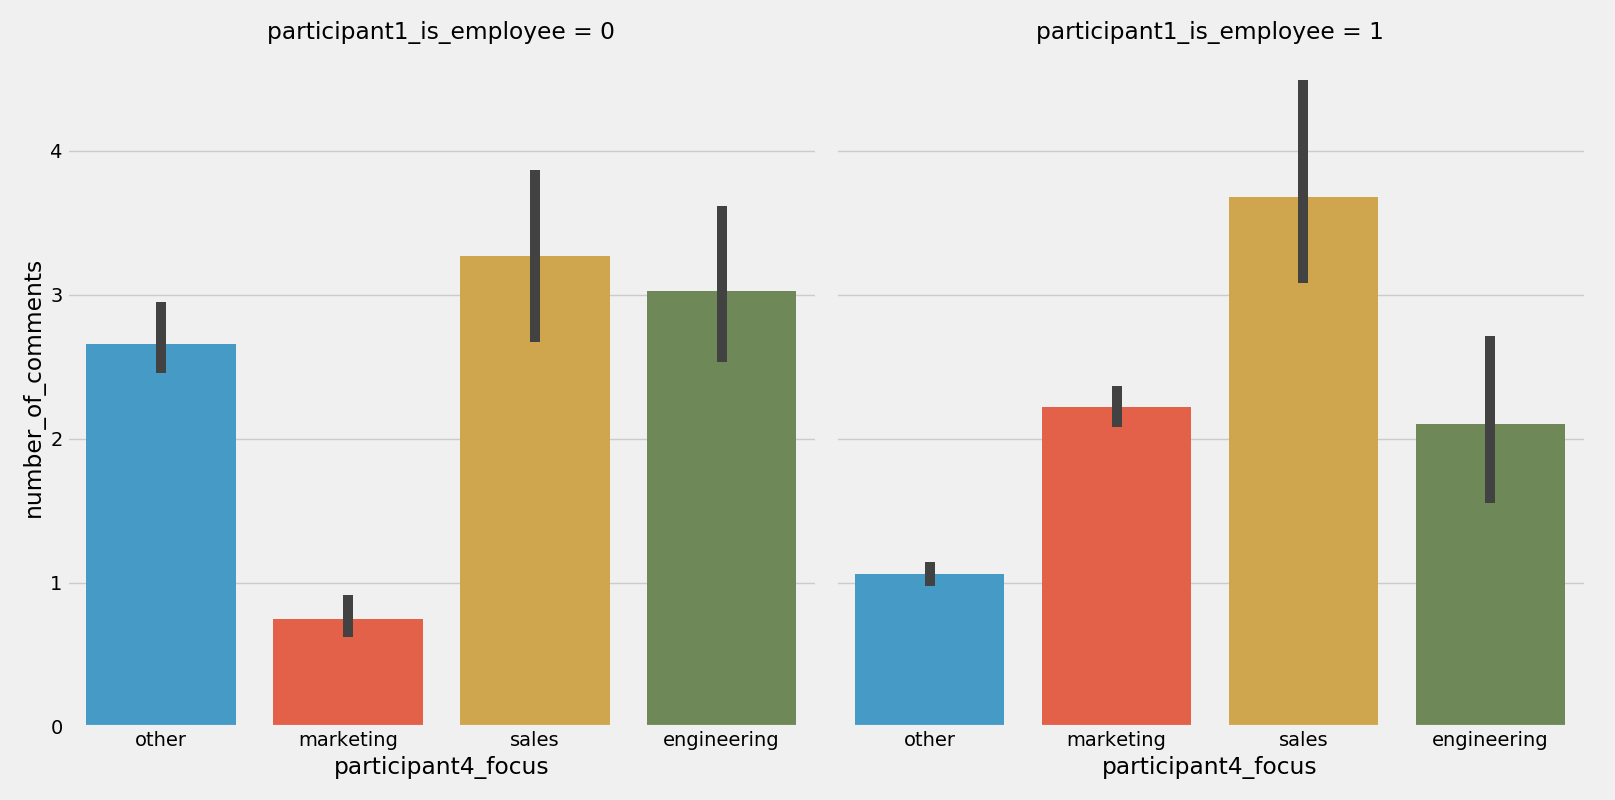 participant1_is_employee = 0
participant1_is_employee = 1
number_of_comments
4
3
2
1
0
other marketing sales engineering
other marketing sales engineering
participant4_focus
participant4_focus